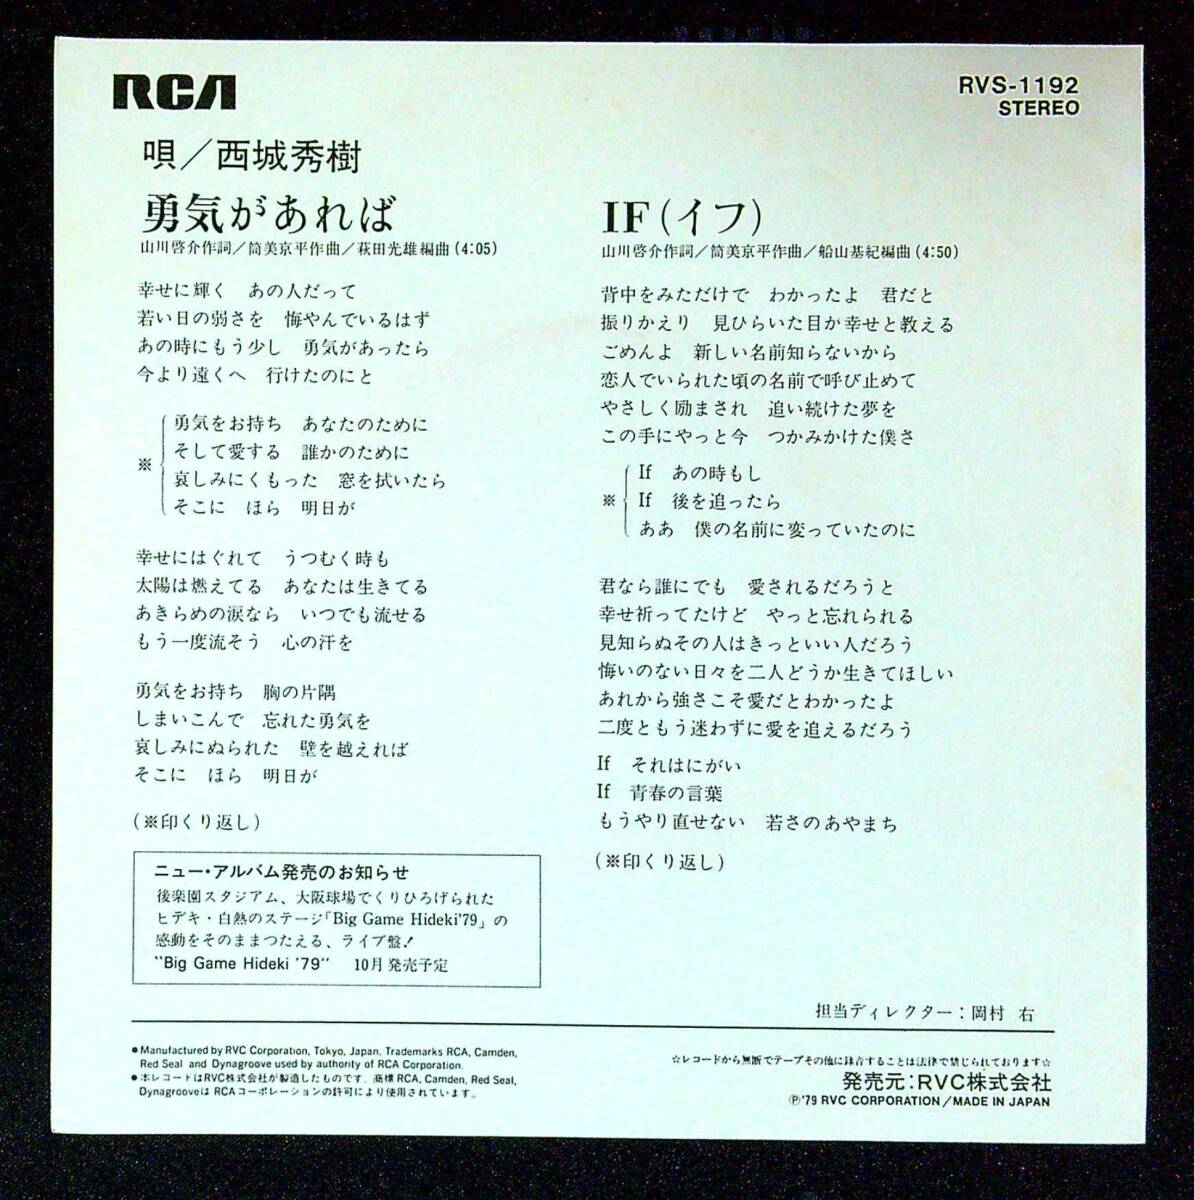 RCA
RVS-1192
STEREO
唄／西城秀樹
勇気があれば
山川啓介作詞／筒美京平作曲／萩田光雄編曲(4:05)
幸せに輝く　あの人だって
若い日の弱さを　悔やんでいるはず
あの時にもう少し　勇気があったら
今より遠くへ　行けたのにと
※
勇気をお持ち　あなたのために
そして愛する　誰かのために
哀しみにくもった　窓を拭いたら
そこに　ほら　明日が
幸せにはぐれて　うつむく時も
太陽は燃えてる　あなたは生きてる
あきらめの涙なら　いつでも流せる
もう一度流そう　心の汗を
勇気をお持ち　胸の片隅
しまいこんで　忘れた勇気を
哀しみにぬられた　壁を越えれば
そこに　ほら　明日が
(※印くり返し)
ニュー・アルバム発売のお知らせ
後楽園スタジアム、大阪球場でくりひろげられた
ヒデキ・白熱のステージ「Big Game Hideki'79」の
感動をそのままつたえる、ライブ盤!
"Big Game Hideki '79"　10月発売予定
IF(イフ)
山川啓介作詞／筒美京平作曲／船山基紀編曲(4:50)
背中をみただけで　わかったよ　君だと
振りかえり　見ひらいた目が幸せと教える
ごめんよ　新しい名前知らないから
恋人でいられた頃の名前で呼び止めて
やさしく励まされ　追い続けた夢を
この手にやっと今　つかみかけた僕さ
※
If　あの時もし
If　後を追ったら
ああ　僕の名前に変っていたのに
君なら誰にでも　愛されるだろうと
幸せ祈ってたけど　やっと忘れられる
見知らぬその人はきっといい人だろう
悔いのない日々を二人どうか生きてほしい
あれから強さこそ愛だとわかったよ
二度ともう迷わずに愛を追えるだろう
If　それはにがい
If　青春の言葉
もうやり直せない　若さのあやまち
(※印くり返し)
担当ディレクター：岡村　右
●Manufactured by RVC Corporation, Tokyo, Japan, Trademarks RCA, Camden,
Red Seal and Dynagroove used by authority of RCA Corporation.
●本レコードはRVC株式会社が製造したものです。商標RCA, Camden, Red Seal,
DynagrooveはRCAコーポレーションの許可により使用されています。
☆レコードから無断でテープその他に録音することは法律で禁じられております☆
発売元：RVC株式会社
Ⓟ'79 RVC CORPORATION／MADE IN JAPAN